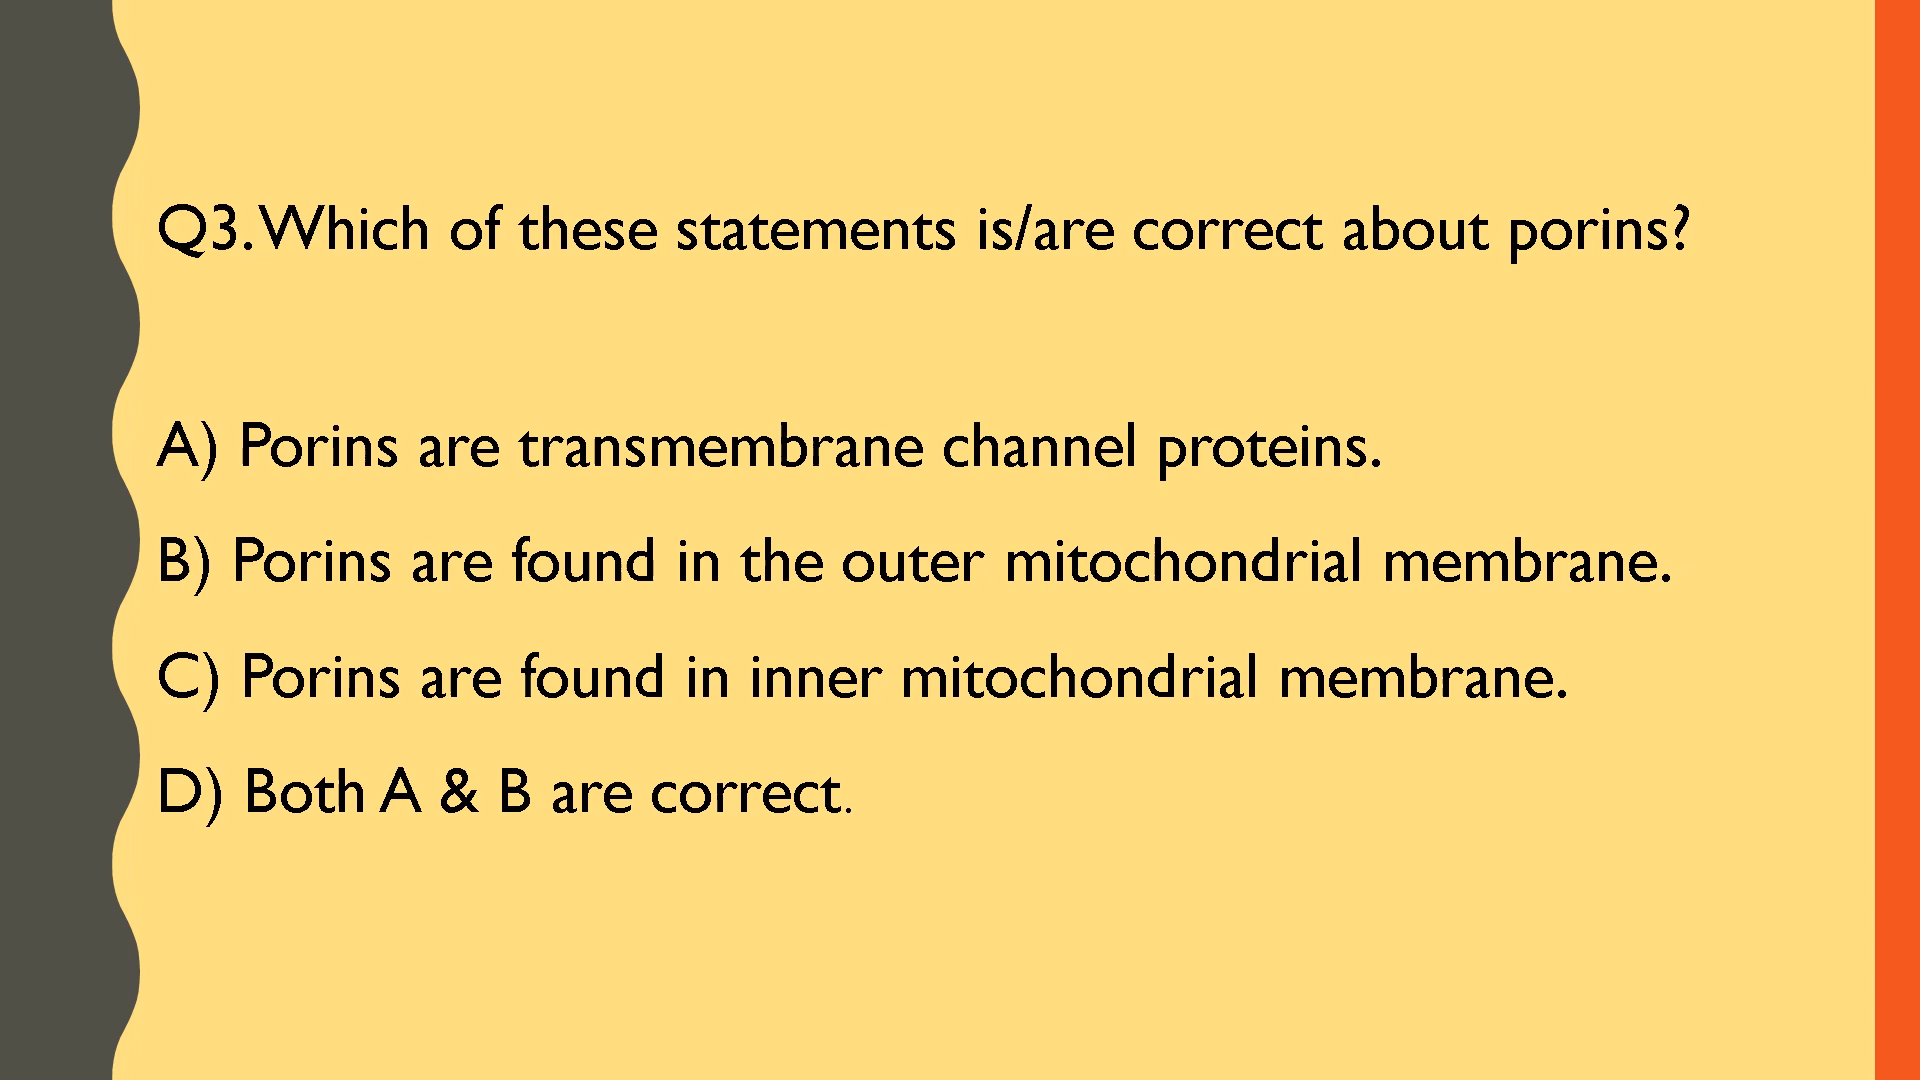 Q3. Which of these statements is/are correct about porins?
A) Porins are transmembrane channel proteins.
B) Porins are found in the outer mitochondrial membrane.
C) Porins are found in inner mitochondrial membrane.
D) Both A & B are correct.